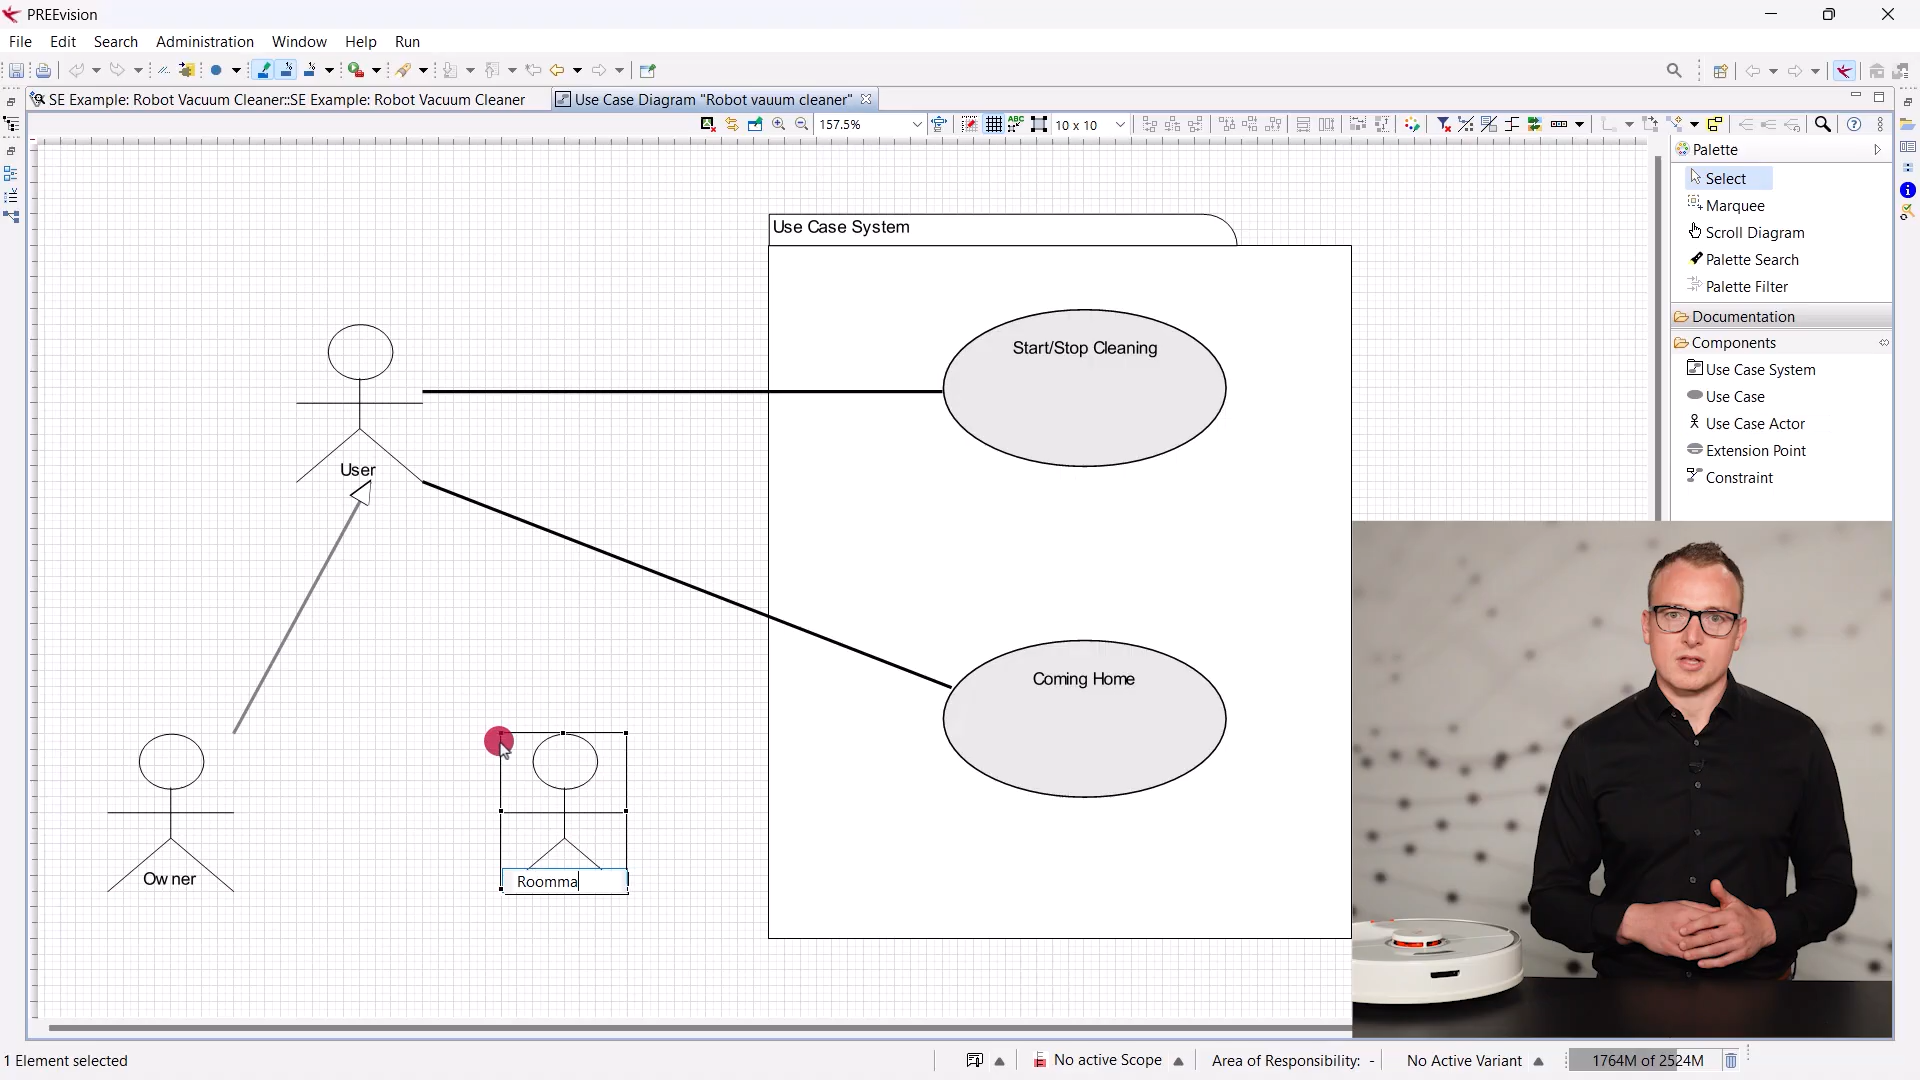 PREEvision
File Edit Search Administration Window Help Run
SE Example: Robot Vacuum Cleaner::SE Example: Robot Vacuum Cleaner
Use Case Diagram "Robot vauum cleaner"
157.5%
ABC
10 x 10
Palette
Select
Marquee
Scroll Diagram
Palette Search
Palette Filter
Documentation
Components
Use Case System
Use Case
Use Case Actor
Extension Point
Constraint
Use Case System
Start/Stop Cleaning
User
Coming Home
Owner
Roomma
1 Element selected
No active Scope
Area of Responsibility: -
No Active Variant
1764M of 2524M